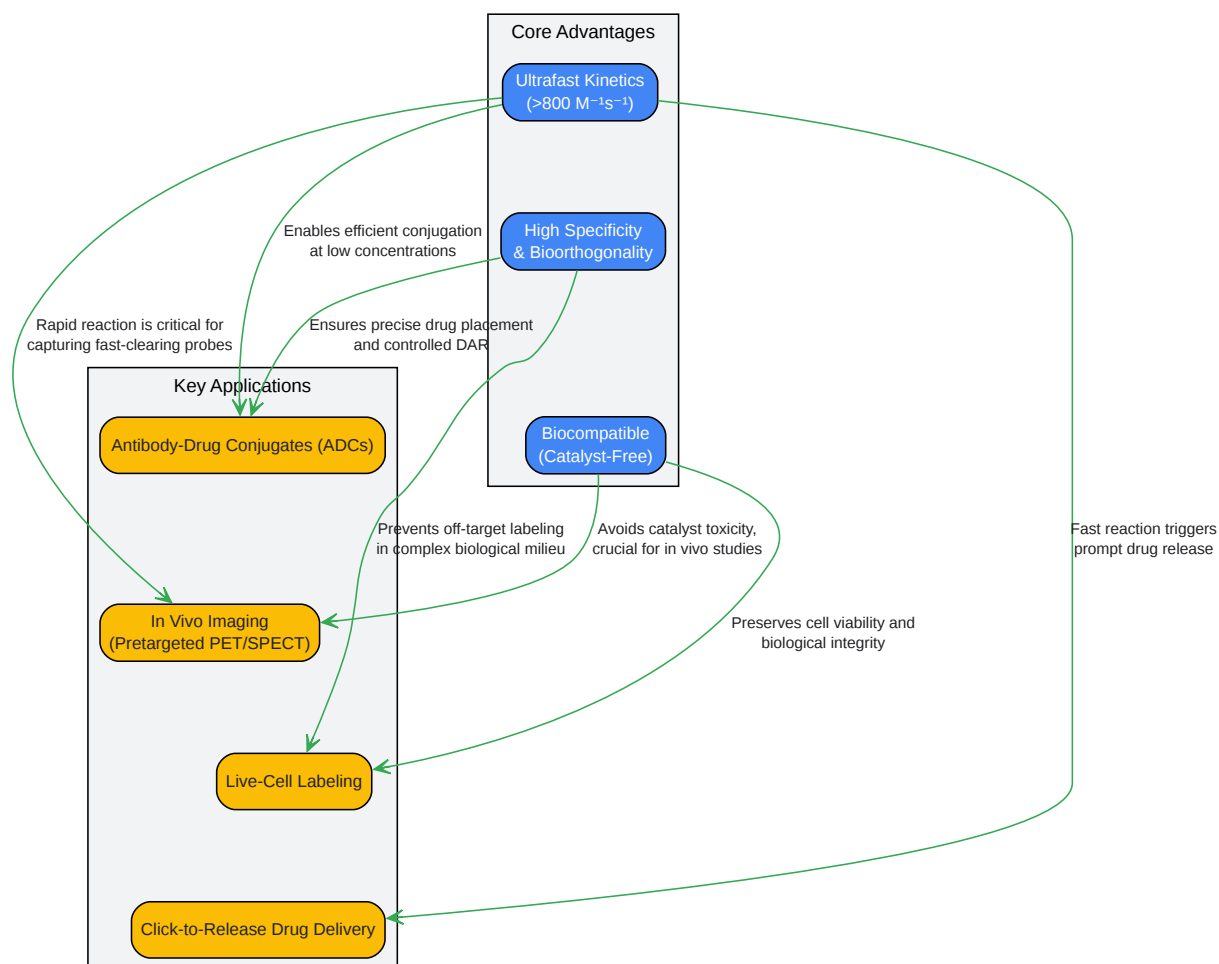 Core Advantages
Ultrafast Kinetics
(>800 M⁻¹s⁻¹)
High Specificity
& Bioorthogonality
Enables efficient conjugation
at low concentrations
Rapid reaction is critical for
capturing fast-clearing probes
Ensures precise drug placement
and controlled DAR
Key Applications
Antibody-Drug Conjugates (ADCs)
Biocompatible
(Catalyst-Free)
Prevents off-target labeling
in complex biological milieu
Avoids catalyst toxicity,
crucial for in vivo studies
Fast reaction triggers
prompt drug release
In Vivo Imaging
(Pretargeted PET/SPECT)
Preserves cell viability and
biological integrity
Live-Cell Labeling
Click-to-Release Drug Delivery